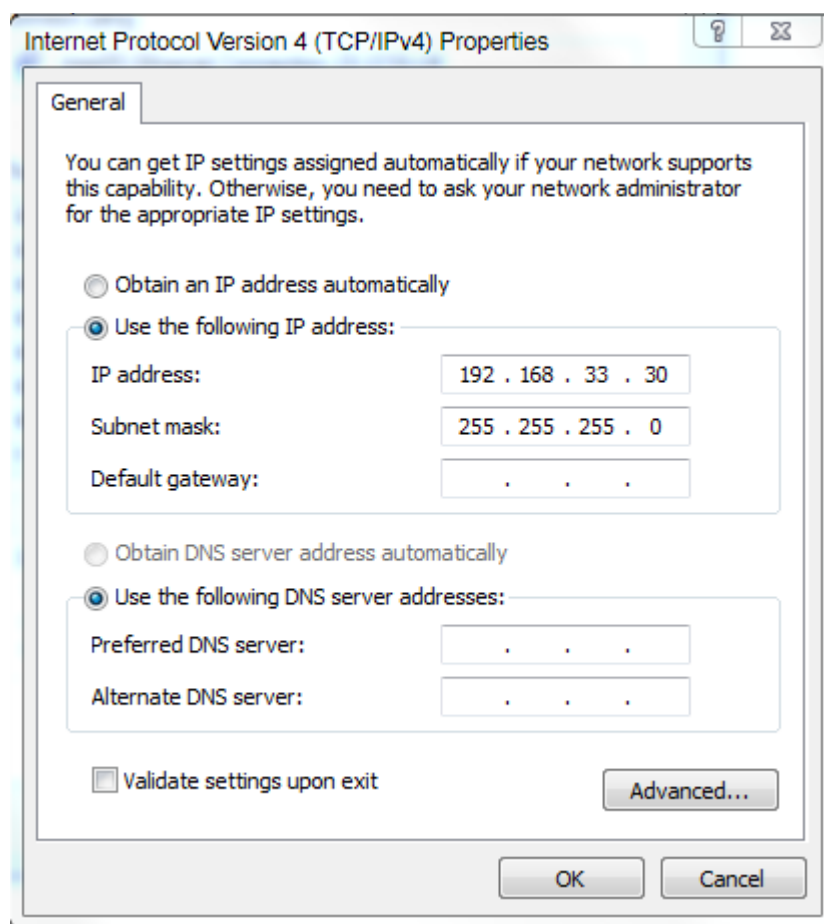 Internet Protocol Version 4 (TCP/IPv4) Properties
General
You can get IP settings assigned automatically if your network supports
this capability. Otherwise, you need to ask your network administrator
for the appropriate IP settings.
Obtain an IP address automatically
Use the following IP address:
IP address: 192 . 168 . 33 . 30
Subnet mask: 255 . 255 . 255 . 0
Default gateway: . . .
Obtain DNS server address automatically
Use the following DNS server addresses:
Preferred DNS server: . . .
Alternate DNS server: . . .
Validate settings upon exit
Advanced...
OK Cancel